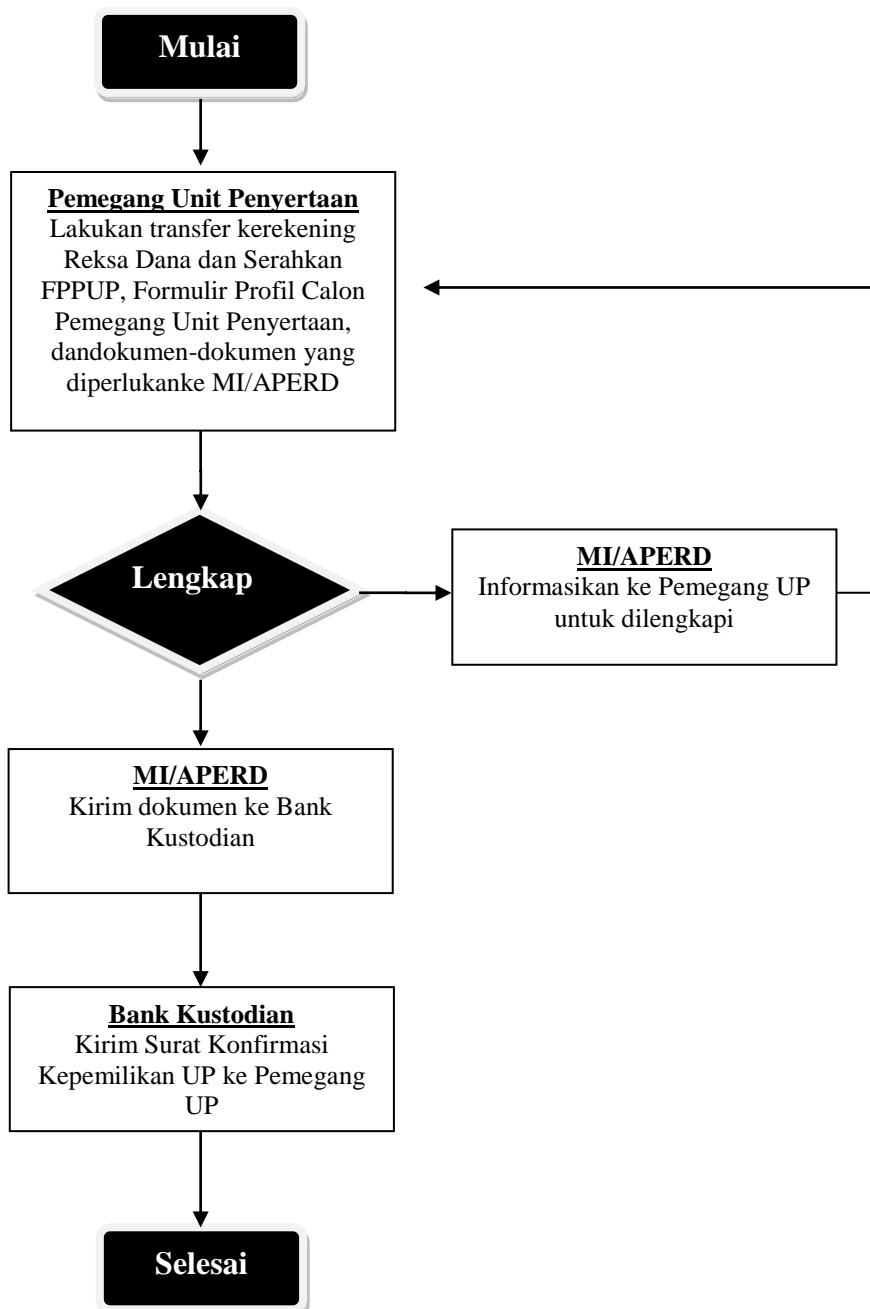 Mulai
Pemegang Unit Penyertaan
Lakukan transfer kerekening
Reksa Dana dan Serahkan
FPPUP, Formulir Profil Calon
Pemegang Unit Penyertaan,
dandokumen-dokumen yang
diperlukanke MI/APERD
Lengkap
MI/APERD
Informasikan ke Pemegang UP
untuk dilengkapi
MI/APERD
Kirim dokumen ke Bank
Kustodian
Bank Kustodian
Kirim Surat Konfirmasi
Kepemilikan UP ke Pemegang
UP
Selesai